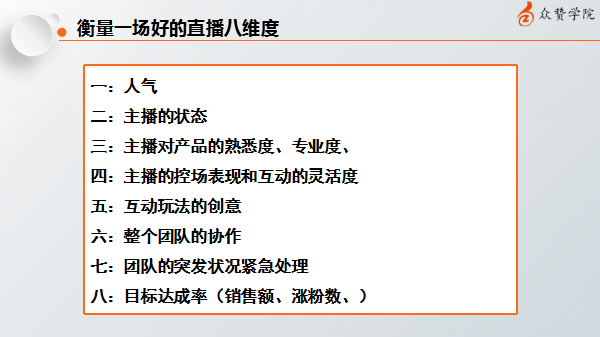 衡量一场好的直播八维度
众赞学院
一：人气
二：主播的状态
三：主播对产品的熟悉度、专业度、
四：主播的控场表现和互动的灵活度
五：互动玩法的创意
六：整个团队的协作
七：团队的突发状况紧急处理
八：目标达成率（销售额、涨粉数、）